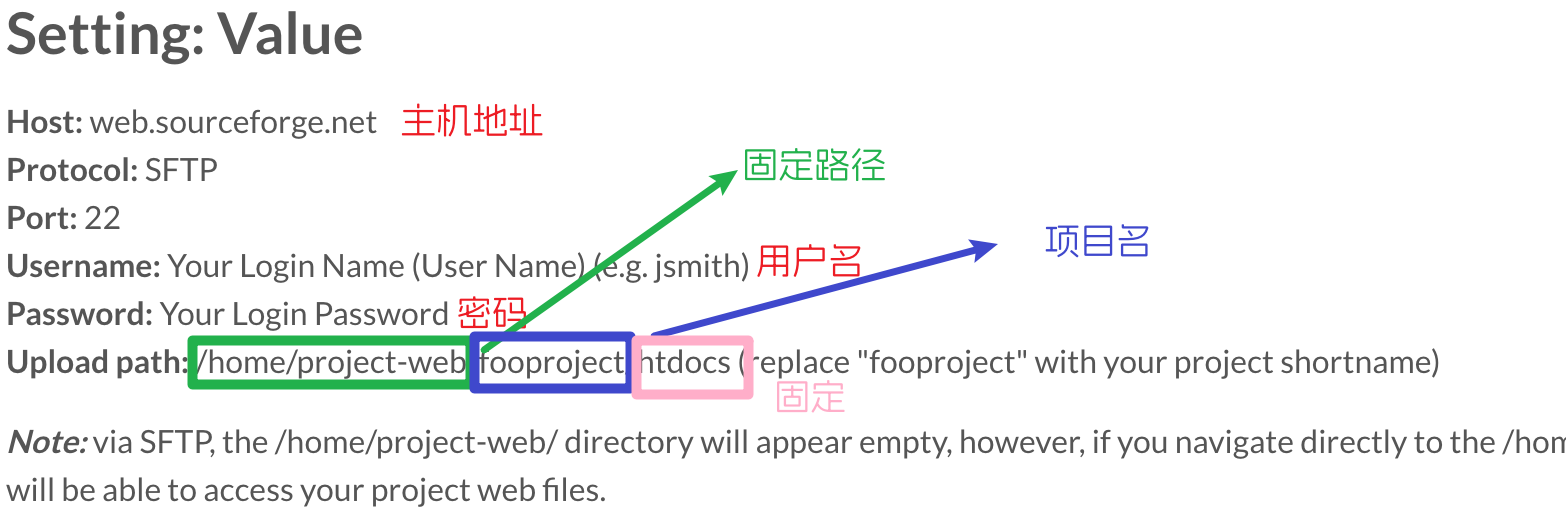 Setting: Value
Host: web.sourceforge.net 主机地址
Protocol: SFTP
固定路径
Port: 22
项目名
Username: Your Login Name (User Name) (e.g. jsmith) 用户名
Password: Your Login Password 密码
Upload path: /home/project-web/fooproject/htdocs (replace "fooproject" with your project shortname)
固定
Note: via SFTP, the /home/project-web/ directory will appear empty, however, if you navigate directly to the
will be able to access your project web files.